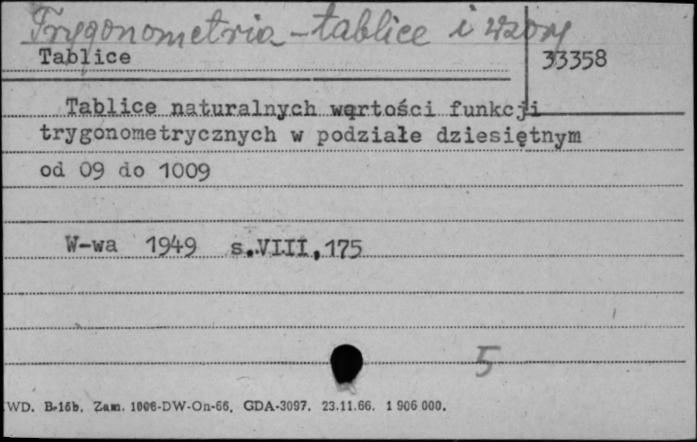 Trygonometria - tablice i wzory
Tablice 33358
Tablice naturalnych wartości funkcji
trygonometrycznych w podziałe dziesiętnym
od 09 do 1009
W-wa 1949 s.VIII,175
5
WD. B-16b. Zam. 1006-DW-On-66. GDA-3097. 23.11.66. 1 906 000.